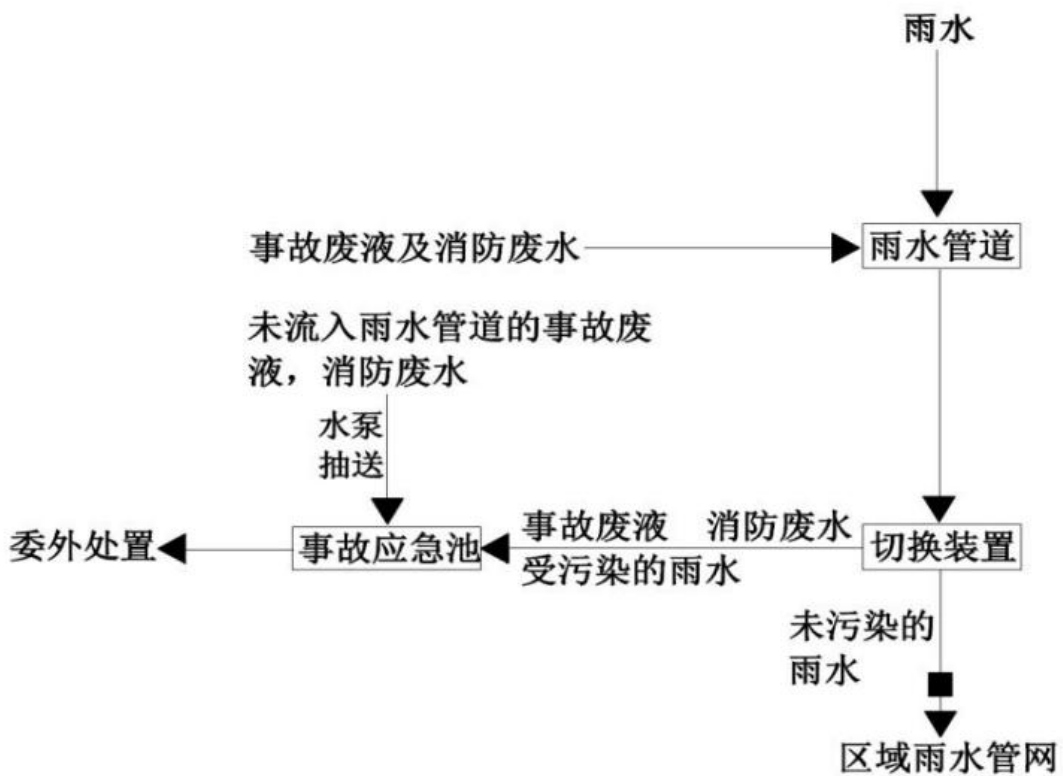 雨水
事故废液及消防废水
雨水管道
未流入雨水管道的事故废
液，消防废水
水泵
抽送
委外处置
事故应急池
事故废液 消防废水
受污染的雨水
切换装置
未污染的
雨水
区域雨水管网